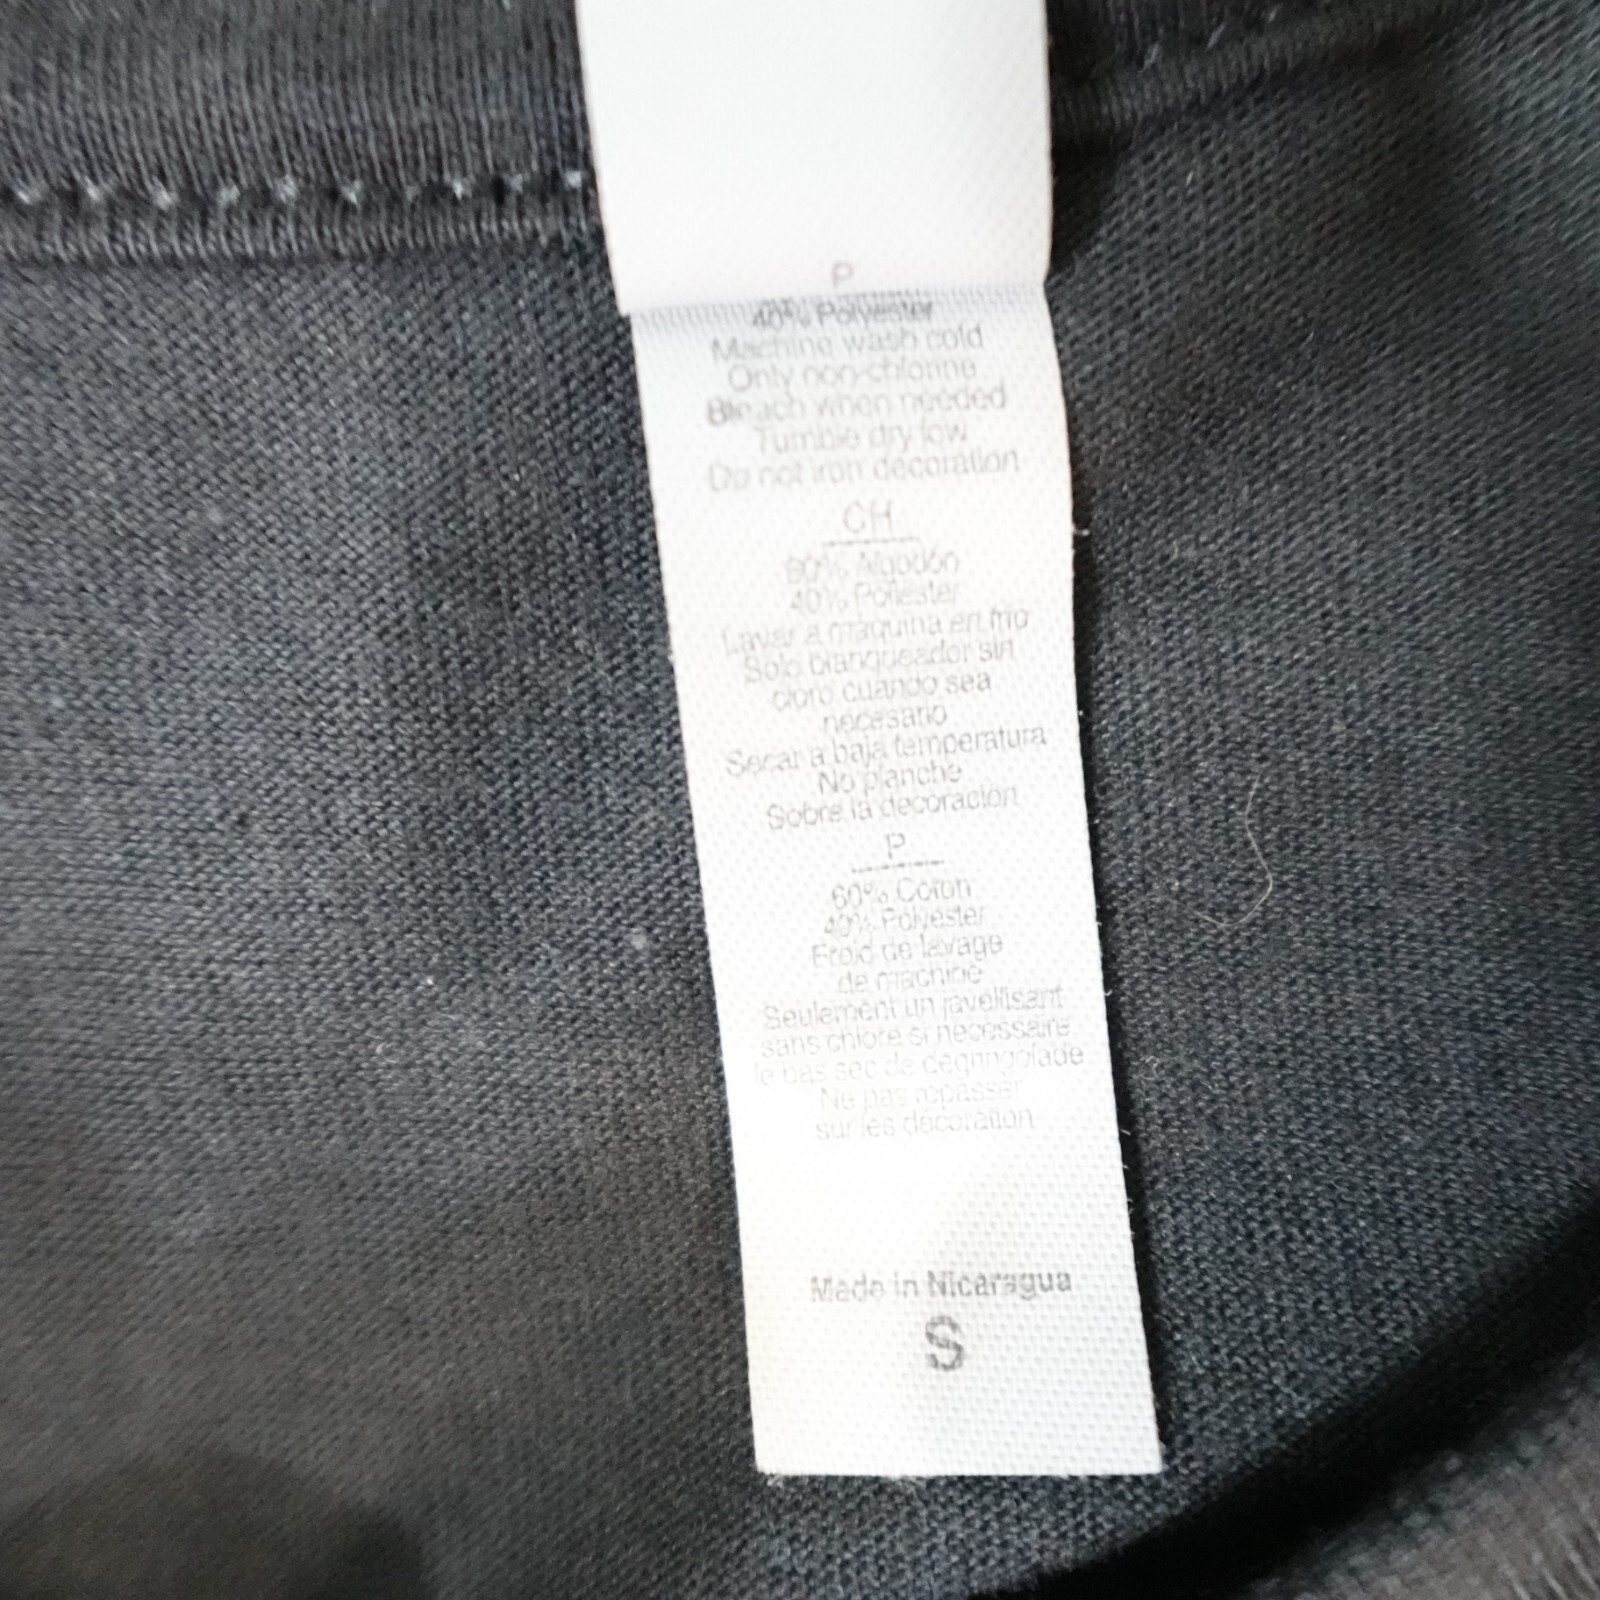 P
40% Polyester
Machine wash cold
Only non-chlorine
Bleach when needed
Tumble dry low
Do not iron decoration
CH
60% Algodón
40% Poliester
Lavar a maquina en frio
Solo blanqueador sin
cloro cuando sea
necesario
Secar a baja temperatura
No planche
Sobre la decoración
P
60% Coton
40% Polyester
Froid de lavage
de machine
Seulement un javellisant
sans chlore si necessaire
le bas sec de degringolade
Ne pas repasser
sur les decoration
Made in Nicaragua
S